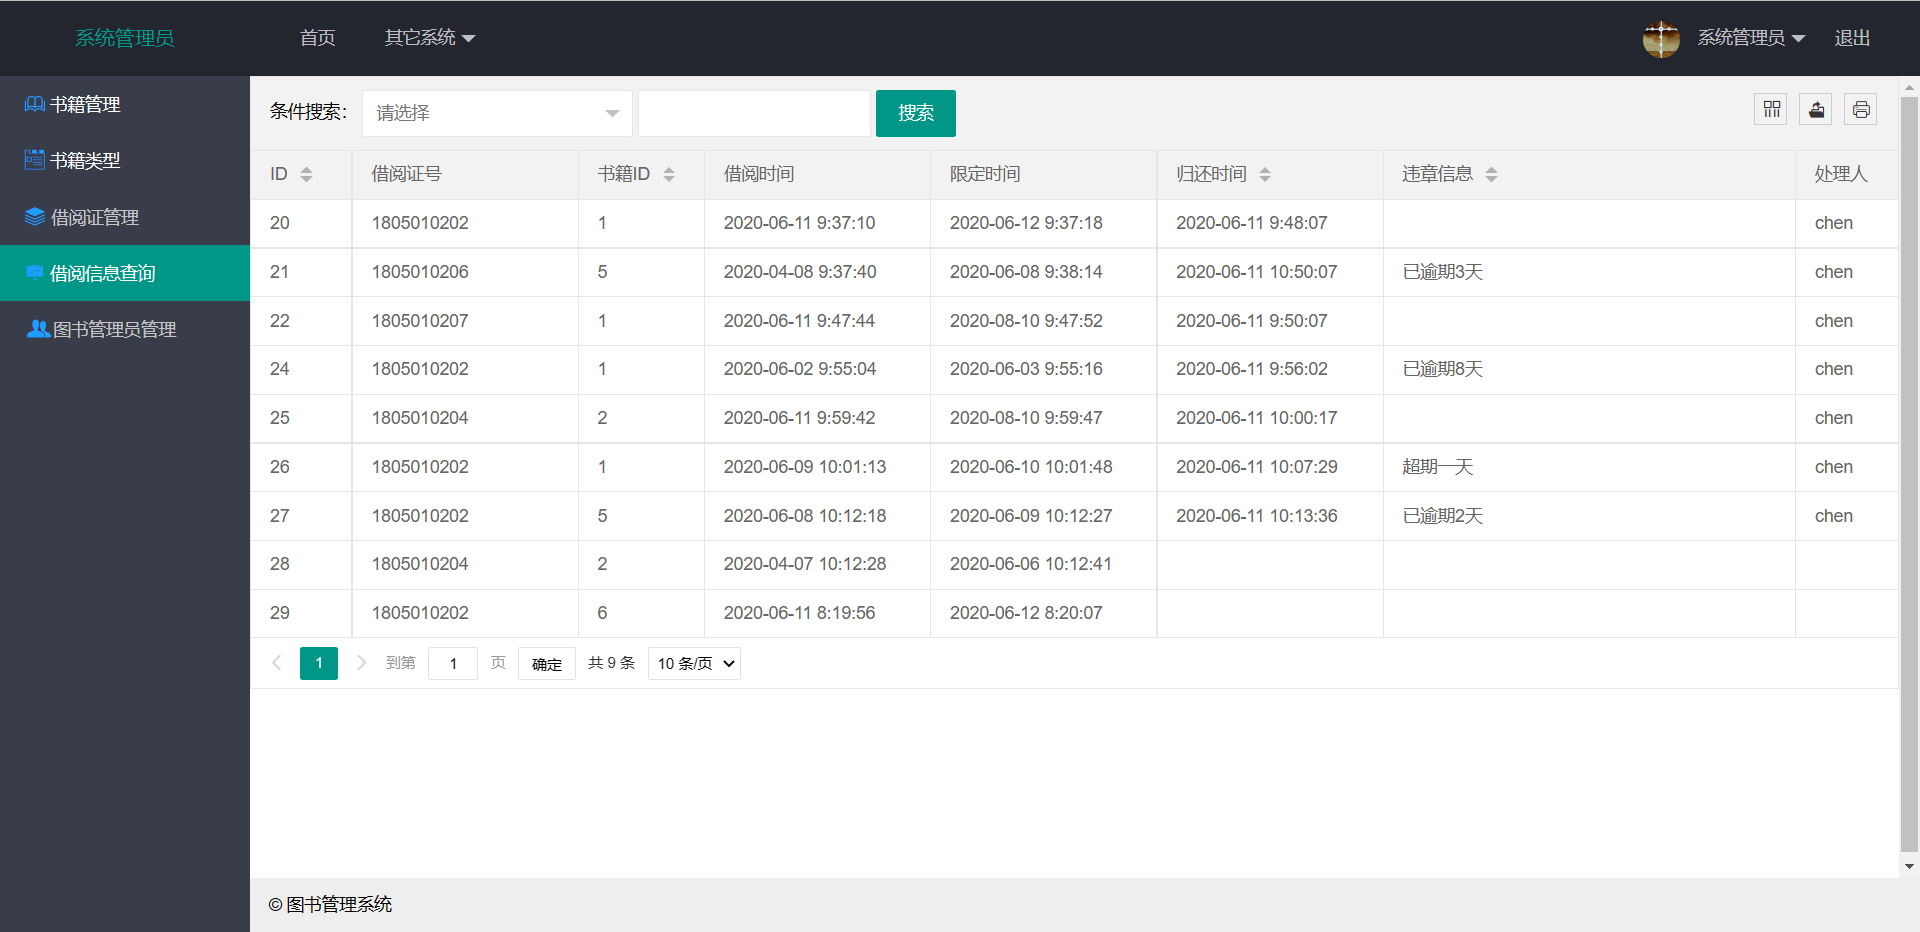 系统管理员 首页 其它系统 系统管理员 退出
书籍管理
书籍类型
借阅证管理
借阅信息查询
图书管理员管理
条件搜索: 请选择 搜索
ID 借阅证号 书籍ID 借阅时间 限定时间 归还时间 违章信息 处理人
20 1805010202 1 2020-06-11 9:37:10 2020-06-12 9:37:18 2020-06-11 9:48:07 chen
21 1805010206 5 2020-04-08 9:37:40 2020-06-08 9:38:14 2020-06-11 10:50:07 已逾期3天 chen
22 1805010207 1 2020-06-11 9:47:44 2020-08-10 9:47:52 2020-06-11 9:50:07 chen
24 1805010202 1 2020-06-02 9:55:04 2020-06-03 9:55:16 2020-06-11 9:56:02 已逾期8天 chen
25 1805010204 2 2020-06-11 9:59:42 2020-08-10 9:59:47 2020-06-11 10:00:17 chen
26 1805010202 1 2020-06-09 10:01:13 2020-06-10 10:01:48 2020-06-11 10:07:29 超期一天 chen
27 1805010202 5 2020-06-08 10:12:18 2020-06-09 10:12:27 2020-06-11 10:13:36 已逾期2天 chen
28 1805010204 2 2020-04-07 10:12:28 2020-06-06 10:12:41
29 1805010202 6 2020-06-11 8:19:56 2020-06-12 8:20:07
1 到第 1 页 确定 共 9 条 10 条/页
© 图书管理系统